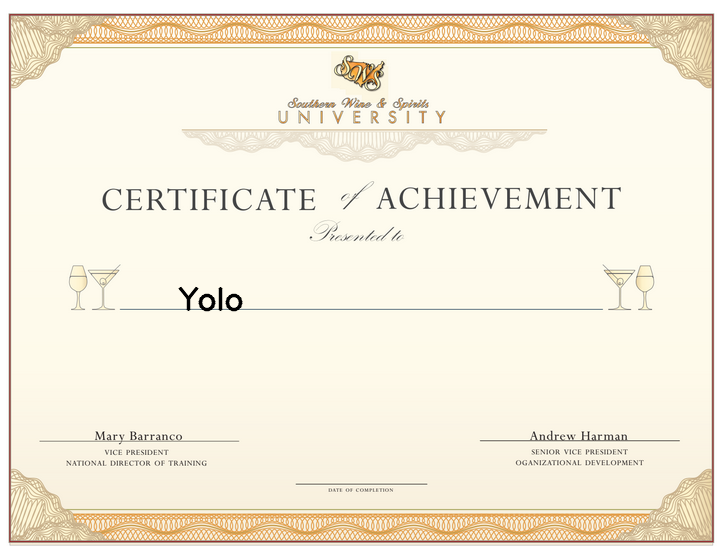 SWS
Southern Wine & Spirits
UNIVERSITY
CERTIFICATE of ACHIEVEMENT
Presented to
Yolo
Mary Barranco
VICE PRESIDENT
NATIONAL DIRECTOR OF TRAINING
Andrew Harman
SENIOR VICE PRESIDENT
OGANIZATIONAL DEVELOPMENT
DATE OF COMPLETION